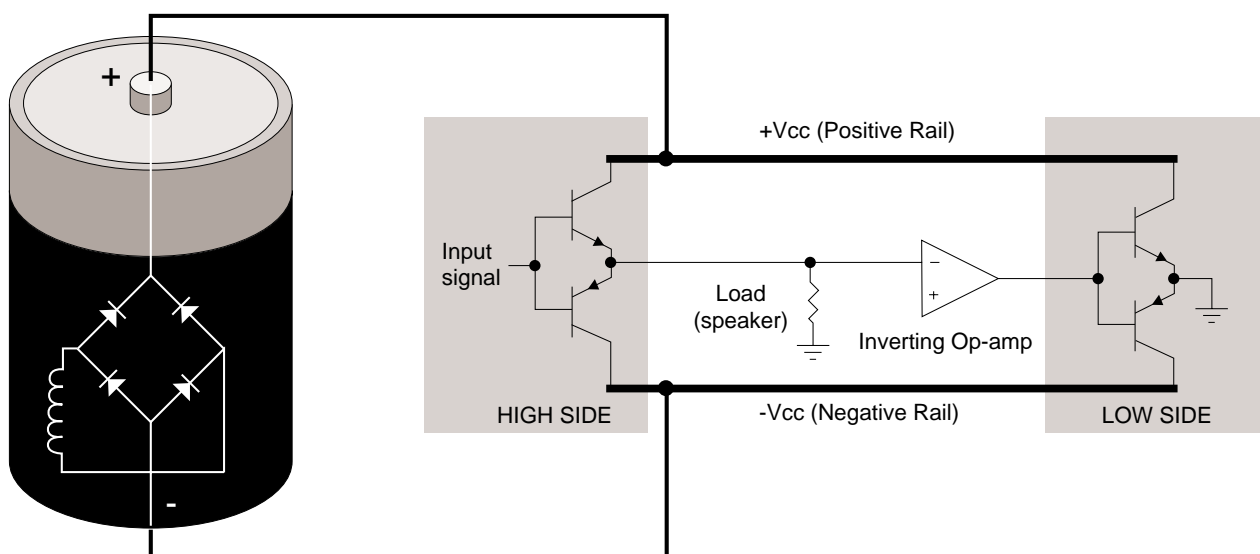 +
+Vcc (Positive Rail)
Input
signal
Load
(speaker)
−
+
Inverting Op-amp
HIGH SIDE
-Vcc (Negative Rail)
LOW SIDE
-